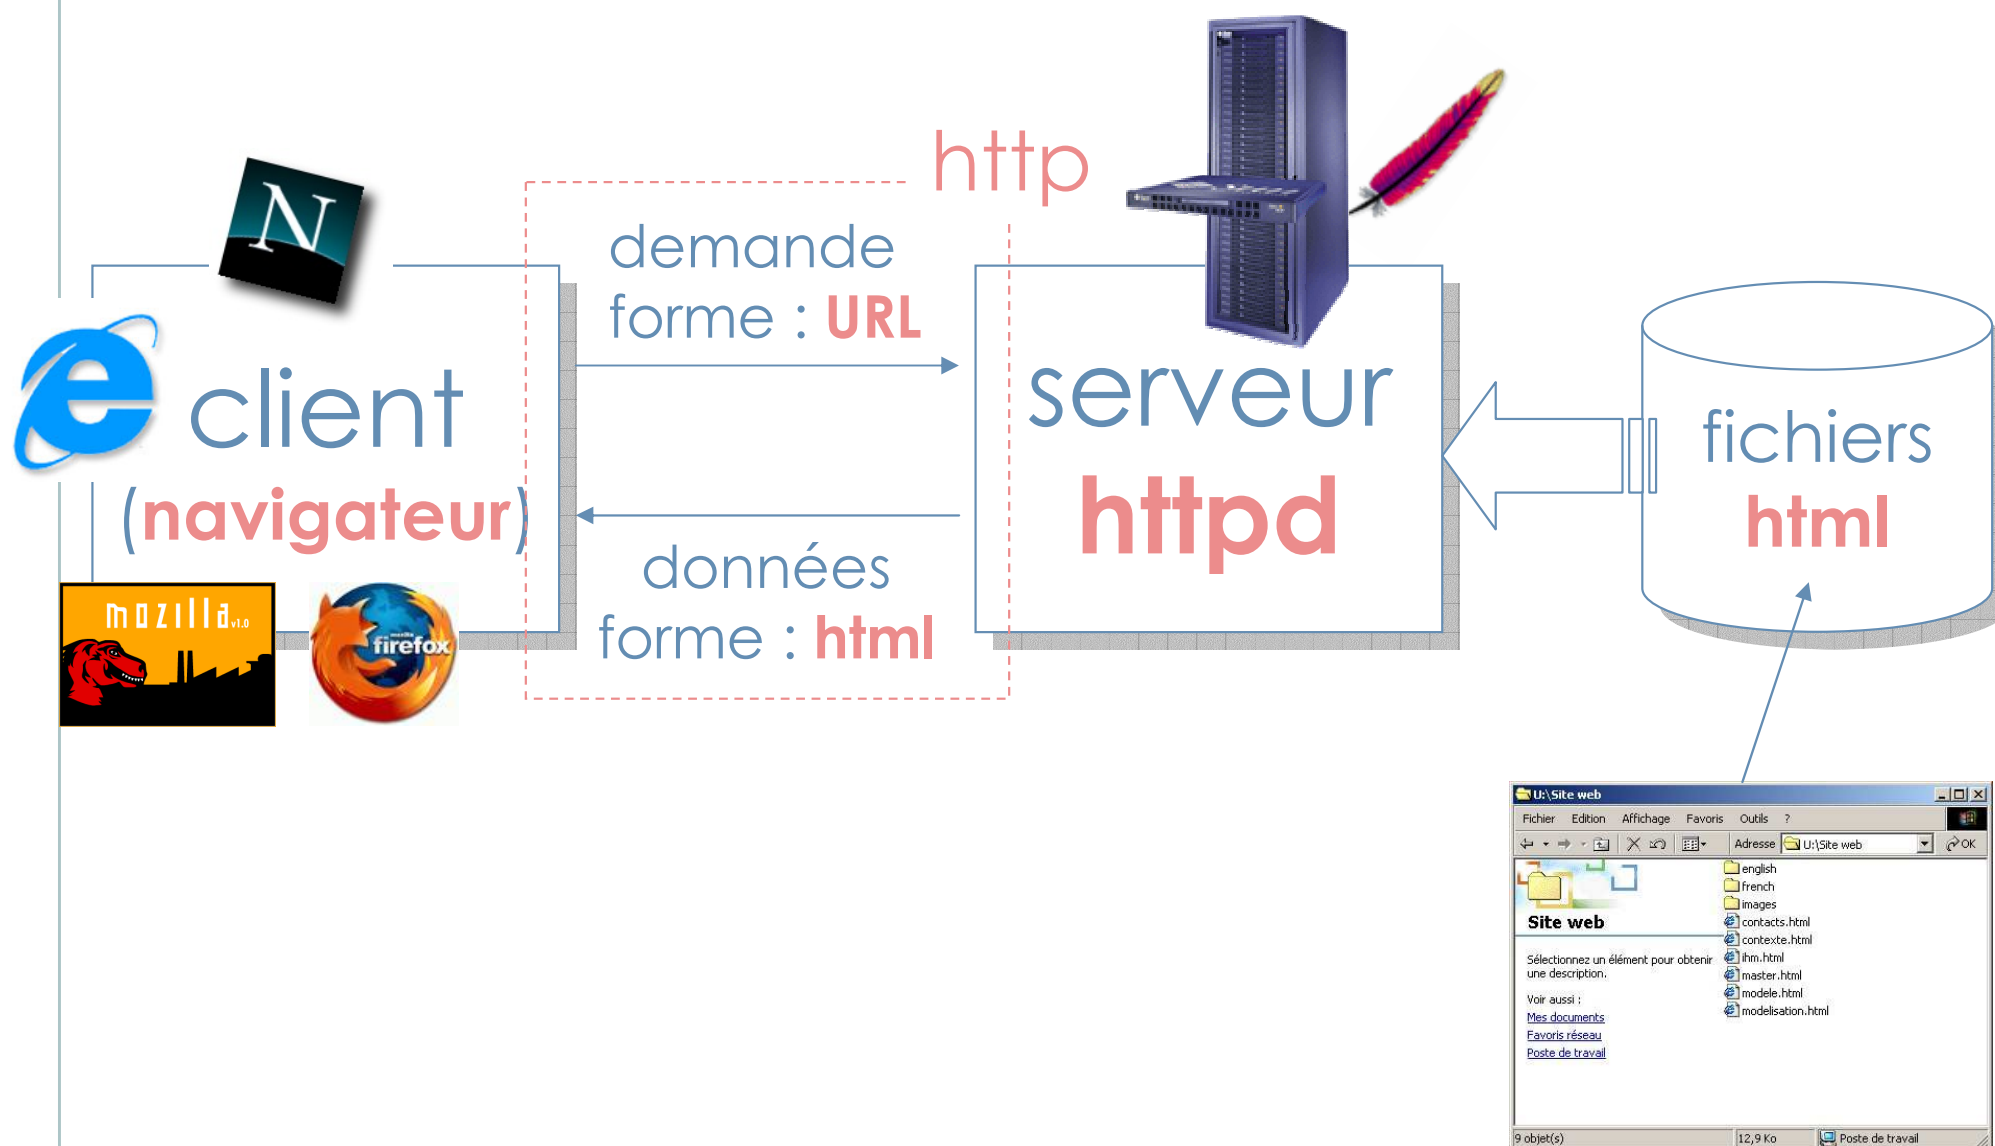 http
N
demande
forme : URL
client
(navigateur)
serveur
httpd
fichiers
html
données
forme : html
mozilla v1.0
mozilla
firefox
U:\Site web
Fichier Edition Affichage Favoris Outils ?
Adresse U:\Site web OK
Site web
Sélectionnez un élément pour obtenir
une description.
Voir aussi :
Mes documents
Favoris réseau
Poste de travail
english
french
images
contacts.html
contexte.html
ihm.html
master.html
modele.html
modelisation.html
9 objet(s) 12,9 Ko Poste de travail